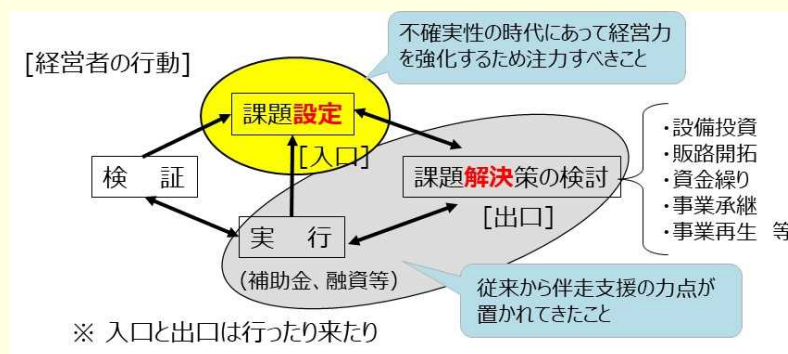 不確実性の時代にあって経営力
を強化するため注力すべきこと
[経営者の行動]
課題設定
[入口]
検　証
課題解決策の検討
[出口]
・設備投資
・販路開拓
・資金繰り
・事業承継
・事業再生　等
実　行
(補助金、融資等)
従来から伴走支援の力点が
置かれてきたこと
※ 入口と出口は行ったり来たり